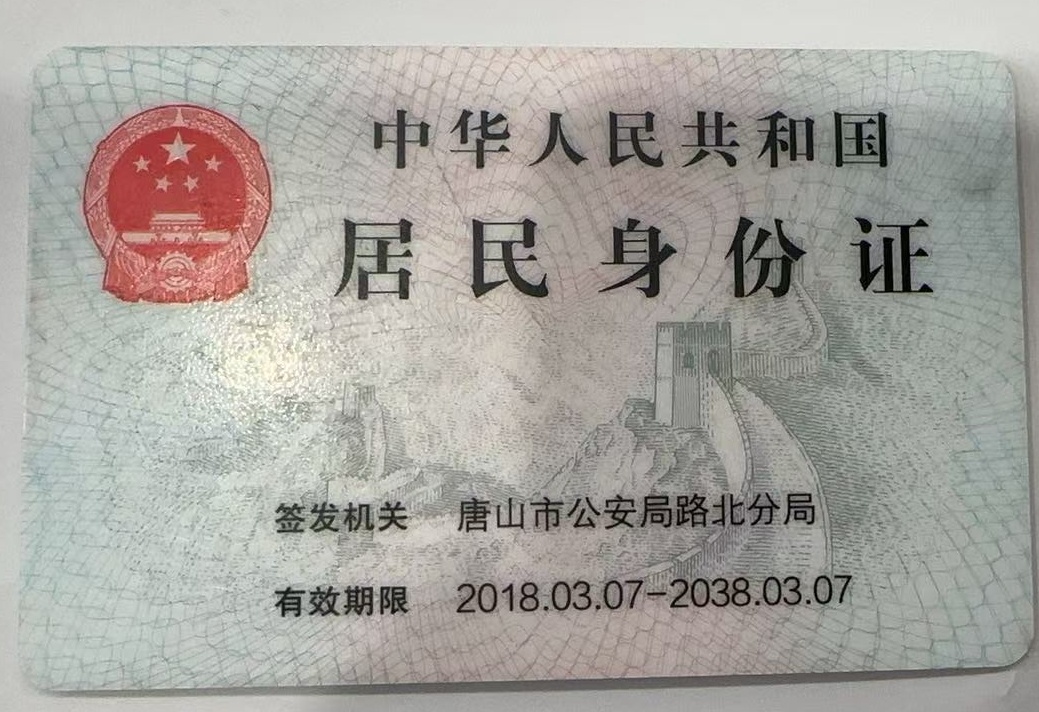 中华人民共和国
居民身份证
签发机关 唐山市公安局路北分局
有效期限 2018.03.07-2038.03.07